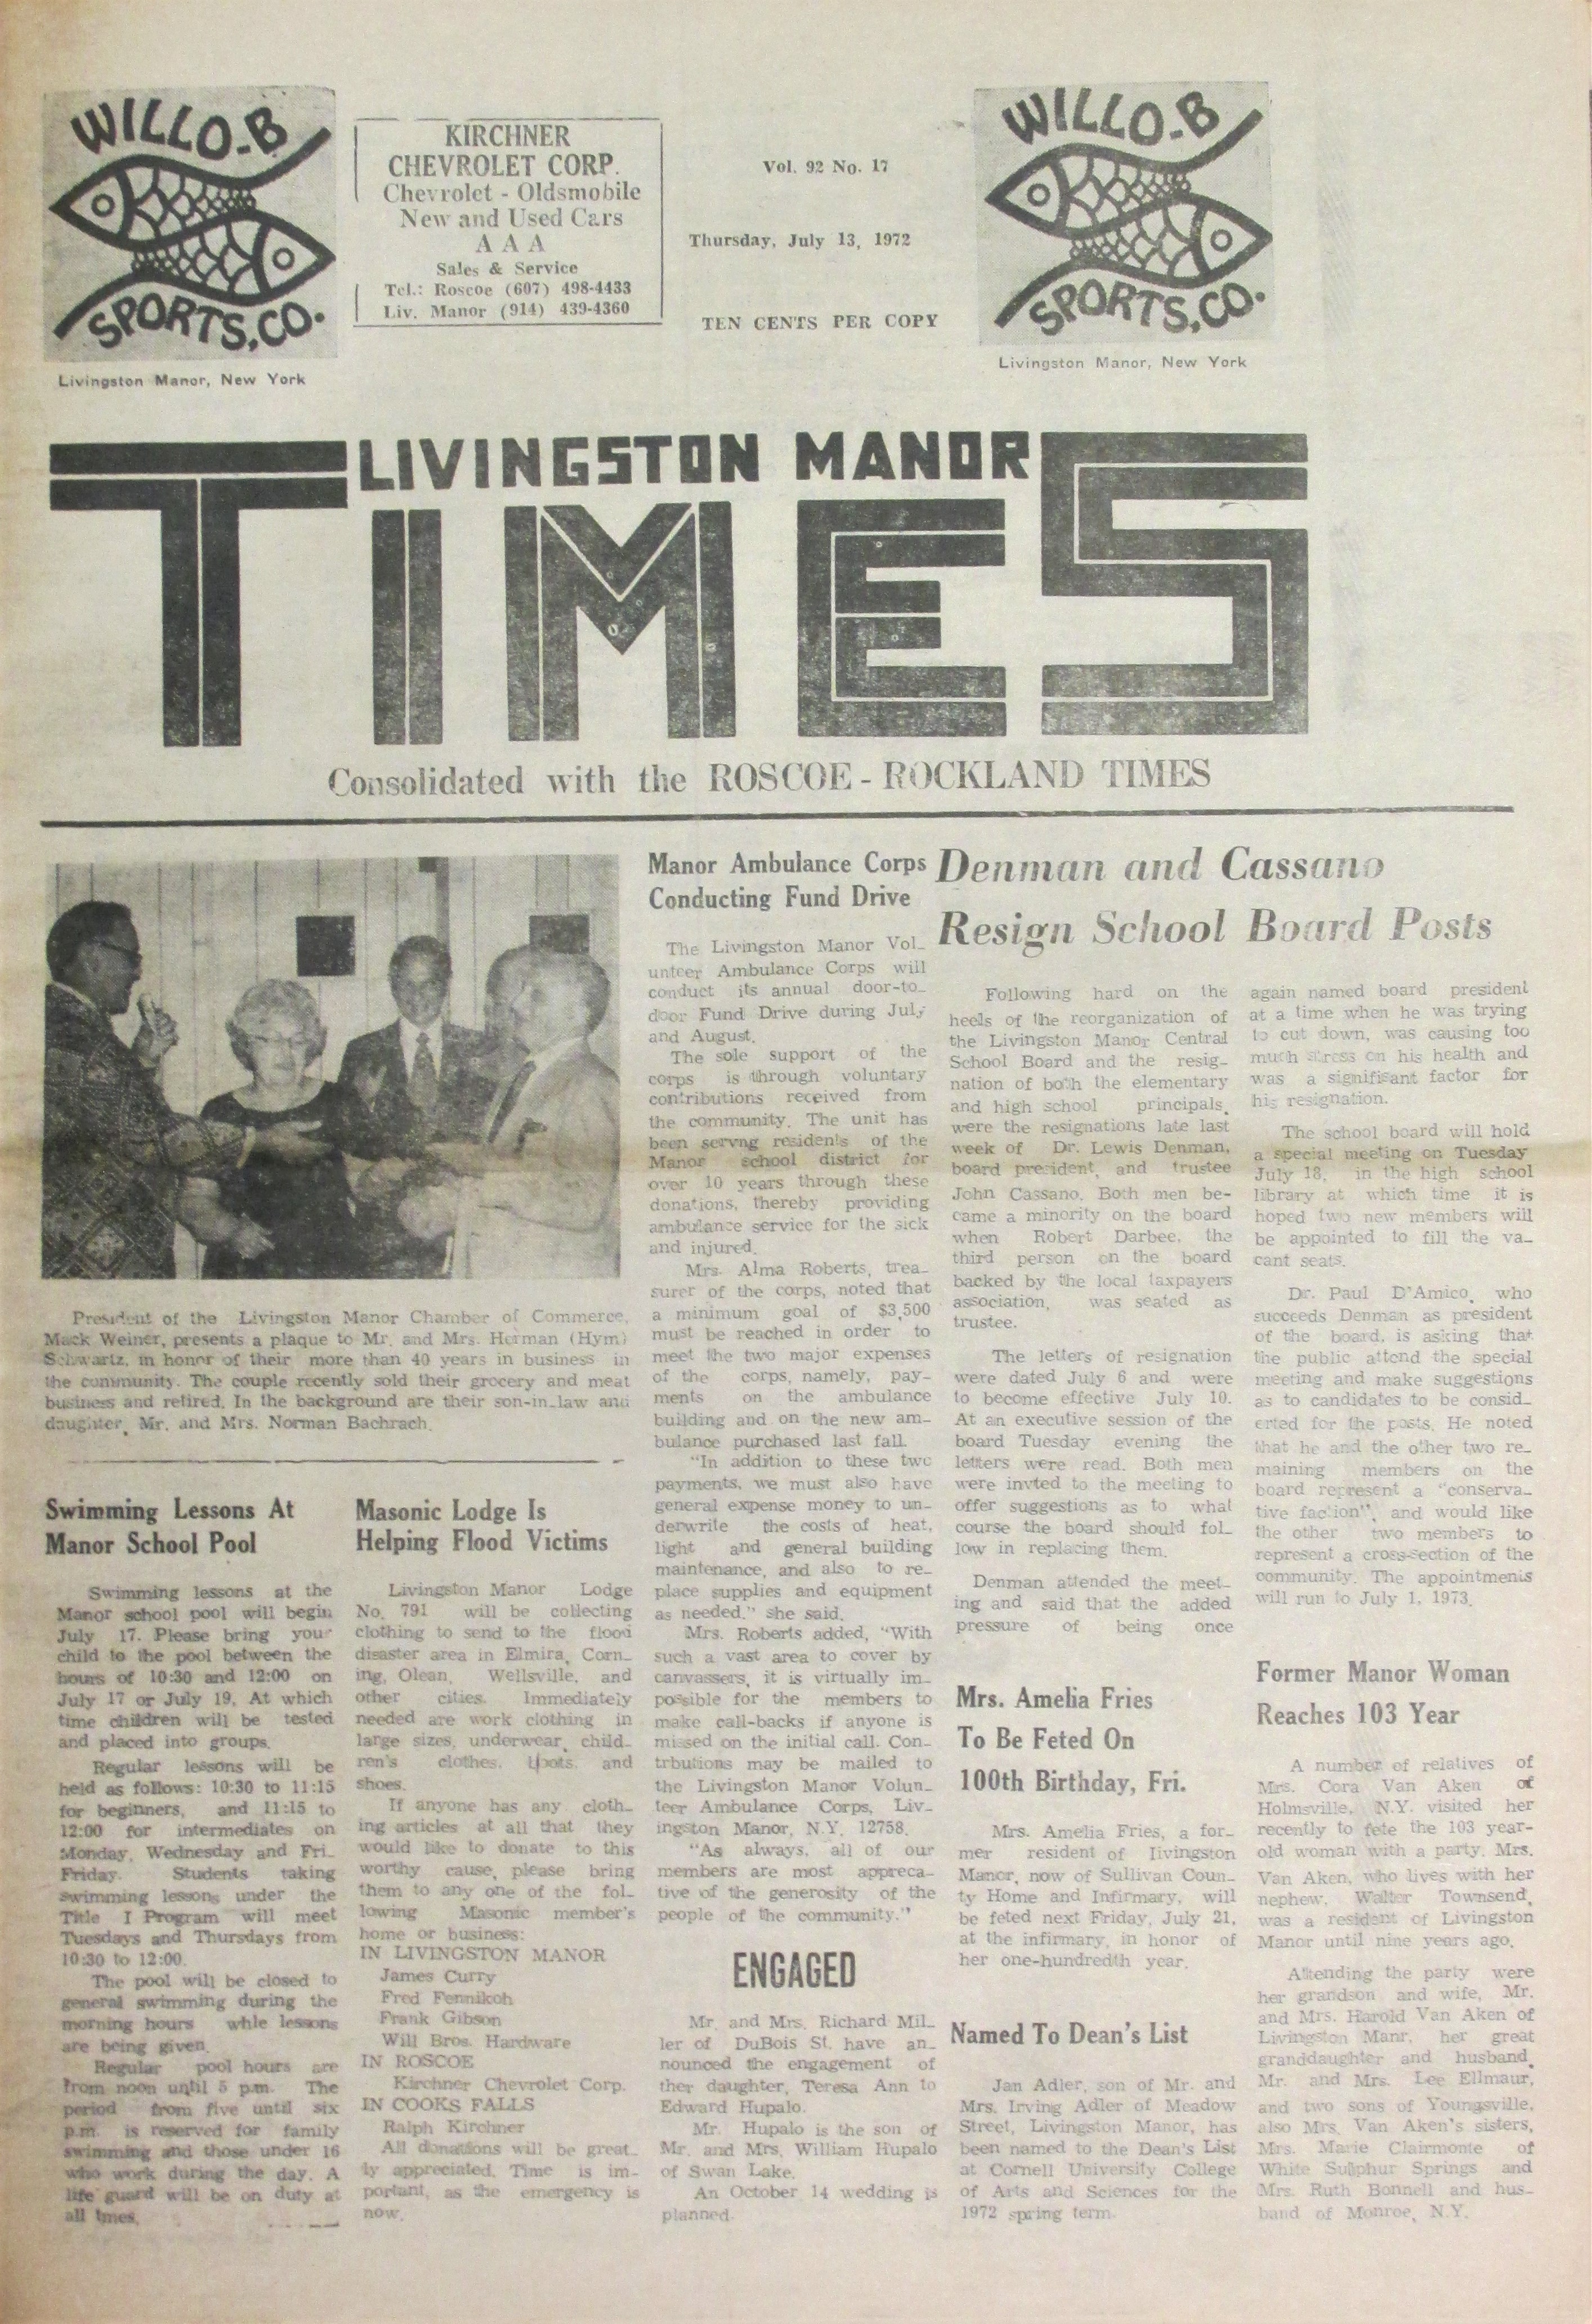 WILLO-B
SPORTS,CO.
Livingston Manor, New York
KIRCHNER
CHEVROLET CORP.
Chevrolet - Oldsmobile
New and Used Cars
A A A
Sales & Service
Tel.: Roscoe (607) 498-4433
Liv. Manor (914) 439-4360
Vol. 92 No. 17
Thursday, July 13, 1972
TEN CENTS PER COPY
WILLO-B
SPORTS,CO.
Livingston Manor, New York
LIVINGSTON MANOR
TIMES
Consolidated with the ROSCOE - ROCKLAND TIMES
President of the Livingston Manor Chamber of Commerce,
Mack Weiner, presents a plaque to Mr. and Mrs. Herman (Hym)
Schwartz, in honor of their more than 40 years in business in
the community. The couple recently sold their grocery and meat
business and retired. In the background are their son-in-law and
daughter, Mr. and Mrs. Norman Bachrach.
Swimming Lessons At
Manor School Pool
Swimming lessons at the
Manor school pool will begin
July 17. Please bring your
child to the pool between the
hours of 10:30 and 12:00 on
July 17 or July 19. At which
time children will be tested
and placed into groups.
Regular lessons will be
held as follows: 10:30 to 11:15
for beginners, and 11:15 to
12:00 for intermediates on
Monday, Wednesday and Fri-
Friday. Students taking
swimming lessons under the
Title I Program will meet
Tuesdays and Thursdays from
10:30 to 12:00.
The pool will be closed to
general swimming during the
morning hours whle lessons
are being given.
Regular pool hours are
from noon until 5 p.m. The
period from five until six
p.m. is reserved for family
swimming and those under 16
who work during the day. A
life guard will be on duty at
all tmes.
Masonic Lodge Is
Helping Flood Victims
Livingston Manor Lodge
No. 791 will be collecting
clothing to send to the flood
disaster area in Elmira, Corn-
ing, Olean, Wellsville, and
other cities. Immediately
needed are work clothing in
large sizes, underwear, child-
ren's clothes, boots and
shoes.
If anyone has any cloth-
ing articles at all that they
would like to donate to this
worthy cause, please bring
them to any one of the fol-
lowing Masonic member's
home or business:
IN LIVINGSTON MANOR
James Curry
Fred Fennikoh
Frank Gibson
Will Bros. Hardware
IN ROSCOE
Kirchner Chevrolet Corp.
IN COOKS FALLS
Ralph Kirchner
All donations will be great-
ly appreciated. Time is im-
portant, as the emergency is
now.
Manor Ambulance Corps
Conducting Fund Drive
The Livingston Manor Vol-
unteer Ambulance Corps will
conduct its annual door-to-
door Fund Drive during July
and August.
The sole support of the
corps is through voluntary
contributions received from
the community. The unit has
been servng residents of the
Manor school district for
over 10 years through these
donations, thereby providing
ambulance service for the sick
and injured.
Mrs. Alma Roberts, trea-
surer of the corps, noted that
a minimum goal of $3,500
must be reached in order to
meet the two major expenses
of the corps, namely, pay-
ments on the ambulance
building and on the new am-
bulance purchased last fall.
"In addition to these two
payments, we must also have
general expense money to un-
derwrite the costs of heat,
light and general building
maintenance, and also to re-
place supplies and equipment
as needed." she said.
Mrs. Roberts added, "With
such a vast area to cover by
canvassers, it is virtually im-
possible for the members to
make call-backs if anyone is
missed on the initial call. Con-
trbutions may be mailed to
the Livingston Manor Volun-
teer Ambulance Corps, Liv-
ingston Manor, N.Y. 12758.
"As always, all of our
members are most appreca-
tive of the generosity of the
people of the community."
ENGAGED
Mr. and Mrs. Richard Mil-
ler of DuBois St. have an-
nounced the engagement of
ther daughter, Teresa Ann to
Edward Hupalo.
Mr. Hupalo is the son of
Mr. and Mrs. William Hupalo
of Swan Lake.
An October 14 wedding is
planned.
Denman and Cassano
Resign School Board Posts
Following hard on the
heels of the reorganization of
the Livingston Manor Central
School Board and the resig-
nation of both the elementary
and high school principals,
were the resignations late last
week of Dr. Lewis Denman,
board president, and trustee
John Cassano. Both men be-
came a minority on the board
when Robert Darbee, the
third person on the board
backed by the local taxpayers
association, was seated as
trustee.
The letters of resignation
were dated July 6 and were
to become effective July 10.
At an executive session of the
board Tuesday evening the
letters were read. Both men
were invted to the meeting to
offer suggestions as to what
course the board should fol-
low in replacing them.
Denman attended the meet-
ing and said that the added
pressure of being once
again named board president
at a time when he was trying
to cut down, was causing too
much stress on his health and
was a significant factor for
his resignation.
The school board will hold
a special meeting on Tuesday
July 18, in the high school
library at which time it is
hoped two new members will
be appointed to fill the va-
cant seats.
Dr. Paul D'Amico, who
succeeds Denman as president
of the board, is asking that
the public attend the special
meeting and make suggestions
as to candidates to be consid-
erted for the posts. He noted
that he and the other two re-
maining members on the
board represent a "conserva-
tive faction", and would like
the other two members to
represent a cross-section of the
community. The appointments
will run to July 1, 1973.
Mrs. Amelia Fries
To Be Feted On
100th Birthday, Fri.
Mrs. Amelia Fries, a for-
mer resident of Livingston
Manor, now of Sullivan Coun-
ty Home and Infirmary, will
be feted next Friday, July 21,
at the infirmary, in honor of
her one-hundredth year.
Named To Dean's List
Jan Adler, son of Mr. and
Mrs. Irving Adler of Meadow
Street, Livingston Manor, has
been named to the Dean's List
at Cornell University College
of Arts and Sciences for the
1972 spring term.
Former Manor Woman
Reaches 103 Year
A number of relatives of
Mrs. Cora Van Aken of
Holmsville, N.Y. visited her
recently to fete the 103 year-
old woman with a party. Mrs.
Van Aken, who lives with her
nephew, Walter Townsend,
was a resident of Livingston
Manor until nine years ago.
Attending the party were
her grandson and wife, Mr.
and Mrs. Harold Van Aken of
Livingston Manr, her great
granddaughter and husband,
Mr. and Mrs. Lee Ellmaur,
and two sons of Youngsville,
also Mrs. Van Aken's sisters,
Mrs. Marie Clairmonte of
White Sulphur Springs and
Mrs. Ruth Bonnell and hus-
band of Monroe, N.Y.